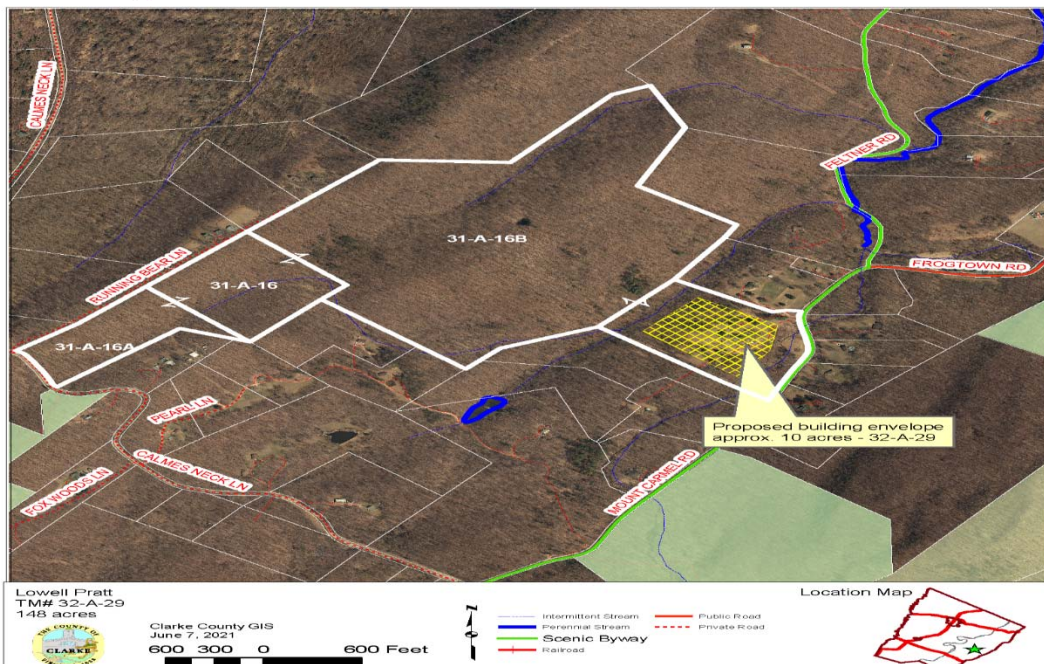 CALMES NECK LN
FELTNER RD
31-A-16B
FROGTOWN RD
RUNNING BEAR LN
31-A-16
31-A-16A
PEARL LN
Proposed building envelope
approx. 10 acres - 32-A-29
FOX WOODS LN
CALMES NECK LN
MOUNT CARMEL RD
Lowell Pratt
TM# 32-A-29
148 acres
THE COUNTY OF
CLARKE
Clarke County GIS
June 7, 2021
600 300 0 600 Feet
N
Intermittent Stream
Perennial Stream
Scenic Byway
Railroad
Public Road
Private Road
Location Map